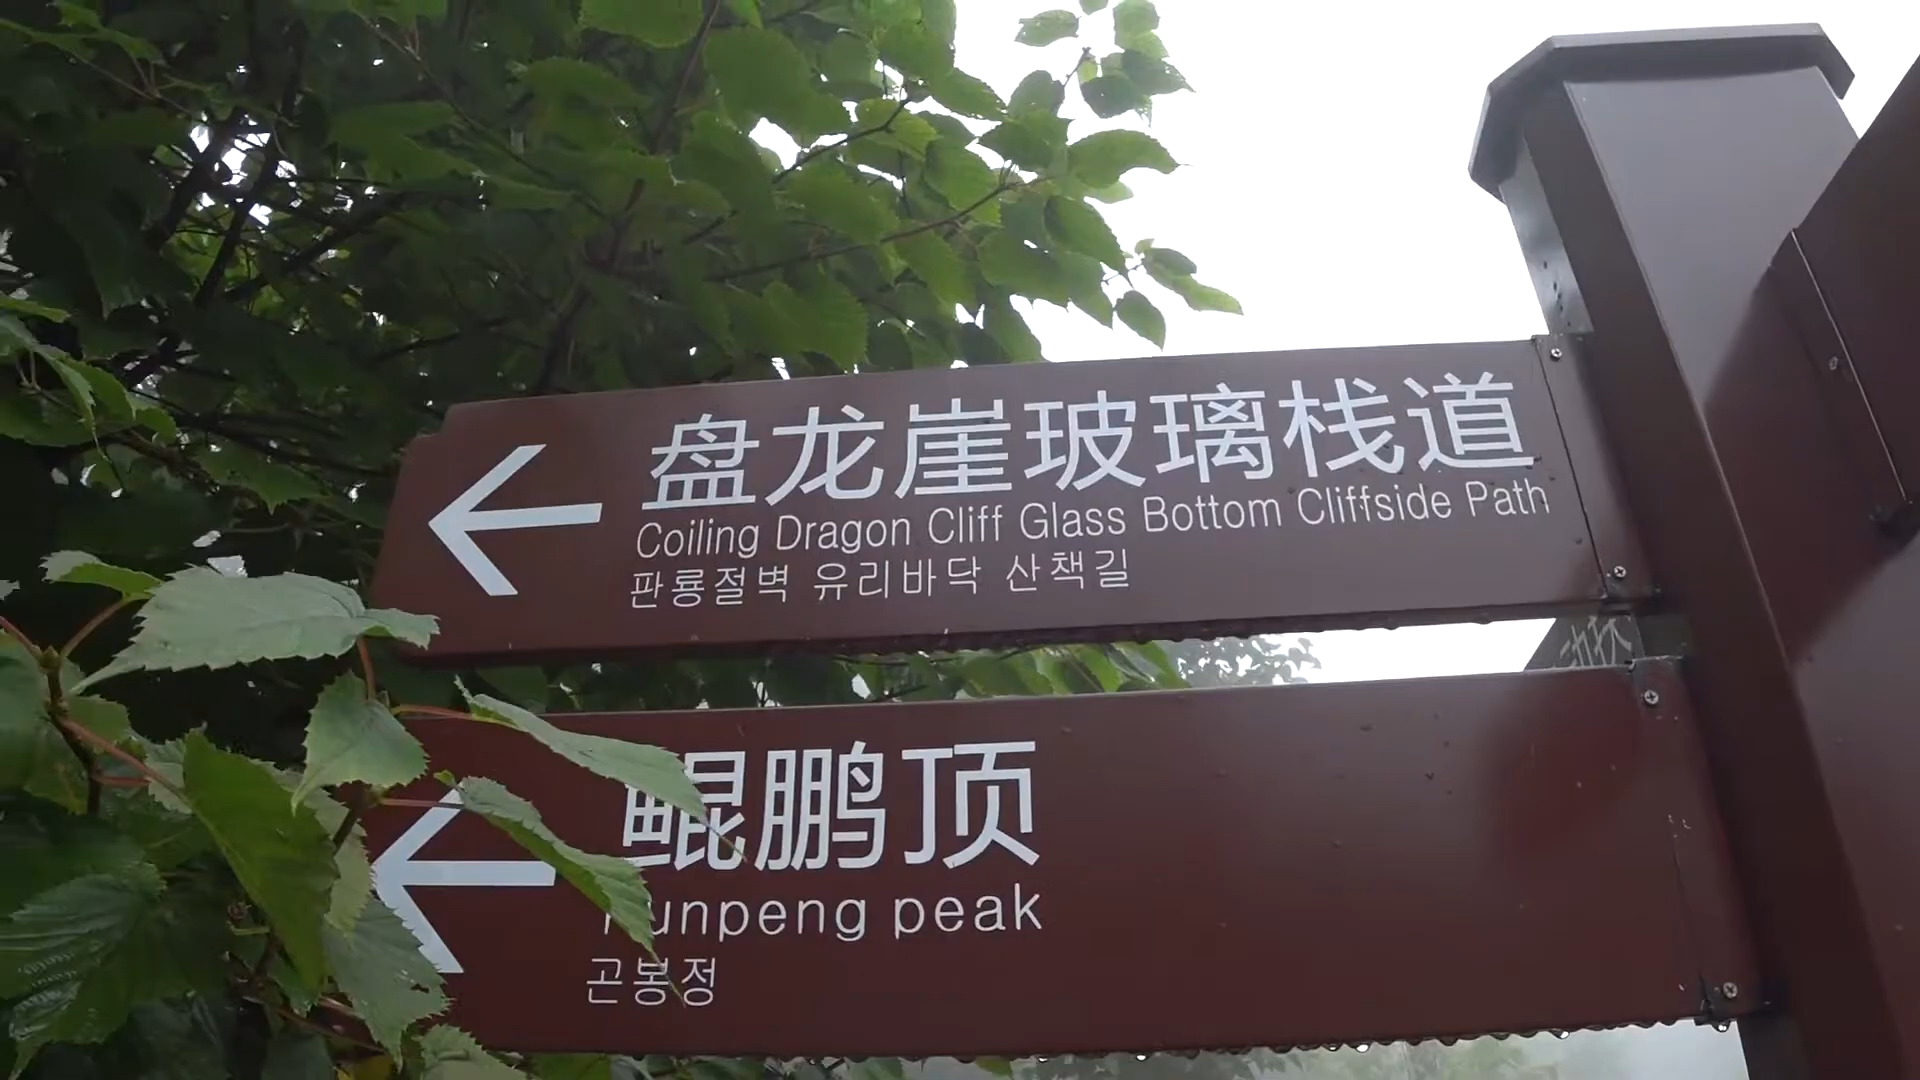 盘龙崖玻璃栈道
Coiling Dragon Cliff Glass Bottom Cliffside Path
판룡절벽 유리바닥 산책길
鲲鹏顶
peak
곤봉정